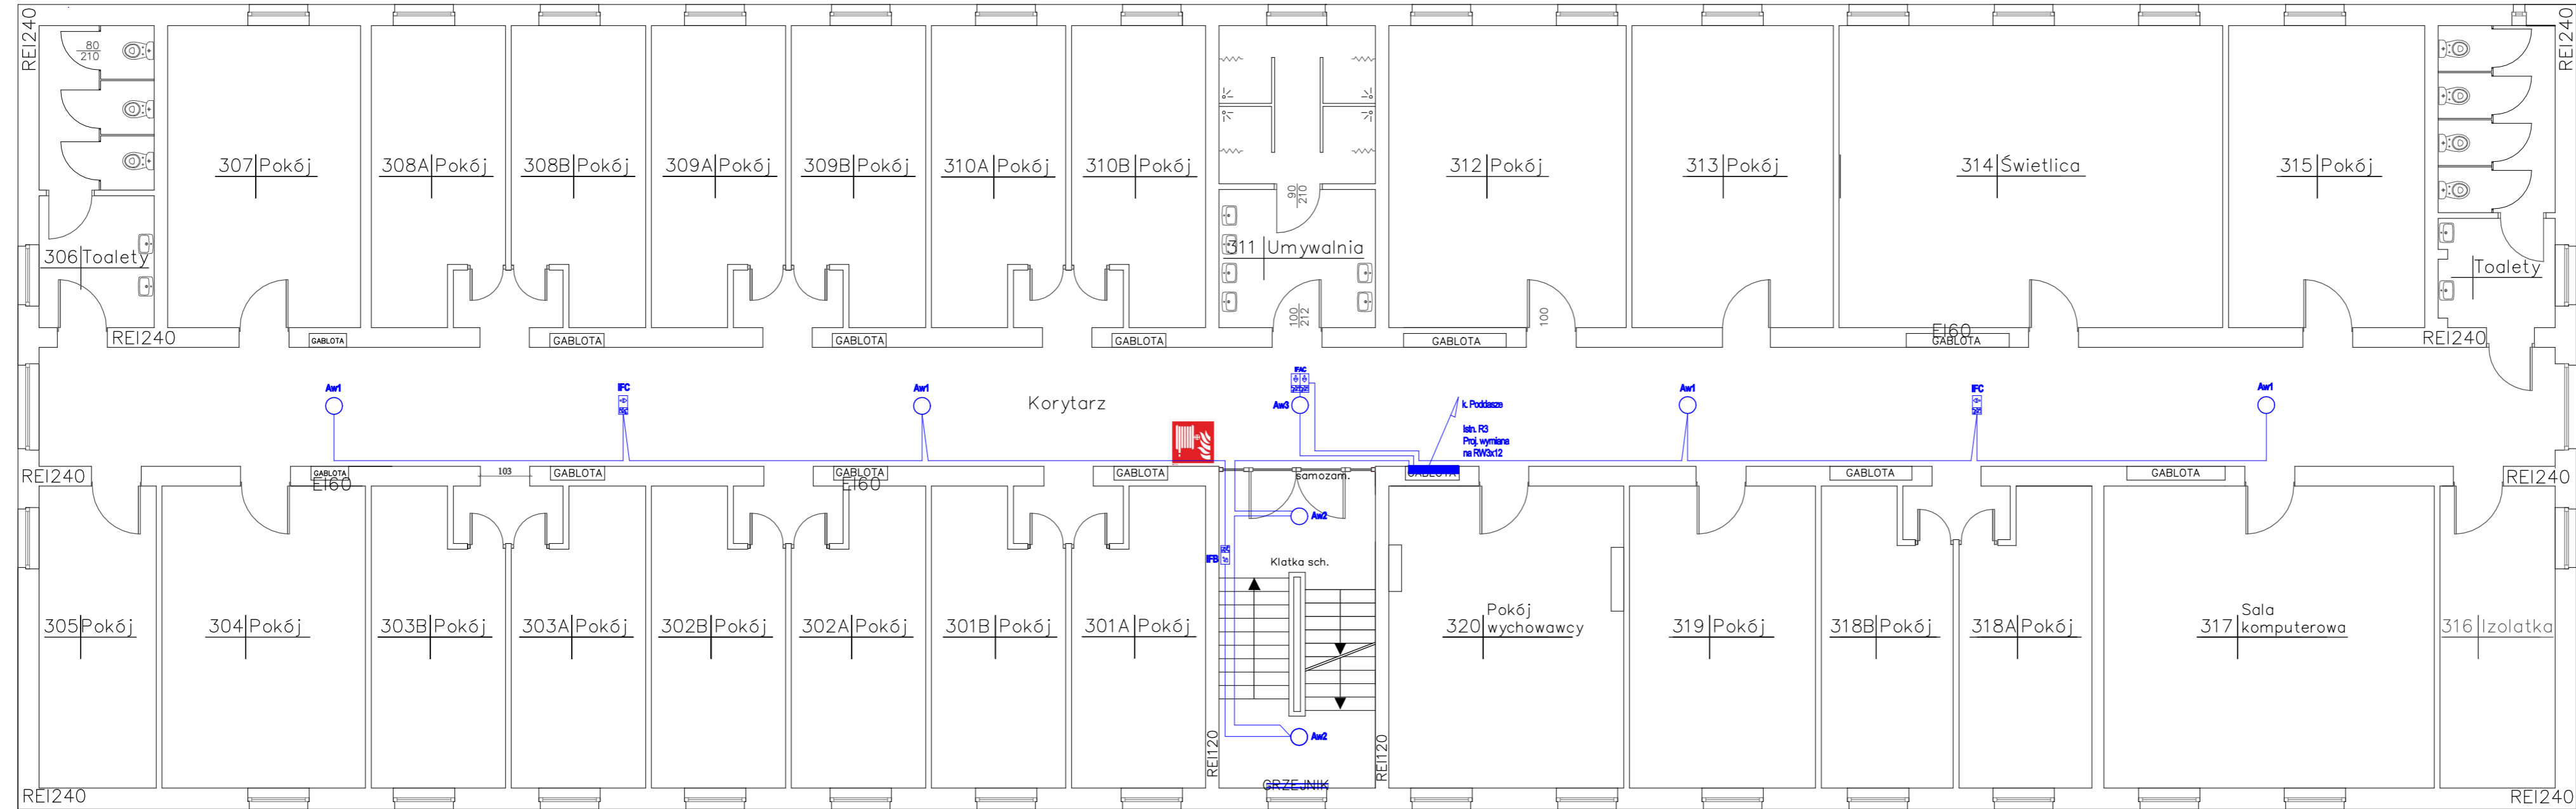 REI240
80
210
REI240
307 Pokój
308A Pokój
308B Pokój
309A Pokój
309B Pokój
310A Pokój
310B Pokój
312 Pokój
313 Pokój
314 Świetlica
315 Pokój
90
210
306 Toalety
311 Umywalnia
Toalety
100
212
100
REI240
GABLOTA
GABLOTA
GABLOTA
GABLOTA
GABLOTA
EI60
GABLOTA
REI240
Aw1
IFC
Aw1
Korytarz
IFAC
Aw3
k. Poddasze
Istn. R3
Proj. wymiana
na RW3x12
Aw1
IFC
Aw1
REI240
GABLOTA
EI60
103
GABLOTA
GABLOTA
EI60
GABLOTA
samozam.
GABLOTA
GABLOTA
GABLOTA
REI240
Aw2
IFB
Klatka sch.
305 Pokój
304 Pokój
303B Pokój
303A Pokój
302B Pokój
302A Pokój
301B Pokój
301A Pokój
320 Pokój
wychowawcy
319 Pokój
318B Pokój
318A Pokój
317 Sala
komputerowa
316 Izolatka
REI120
Aw2
REI120
GRZEJNIK
REI240
REI240